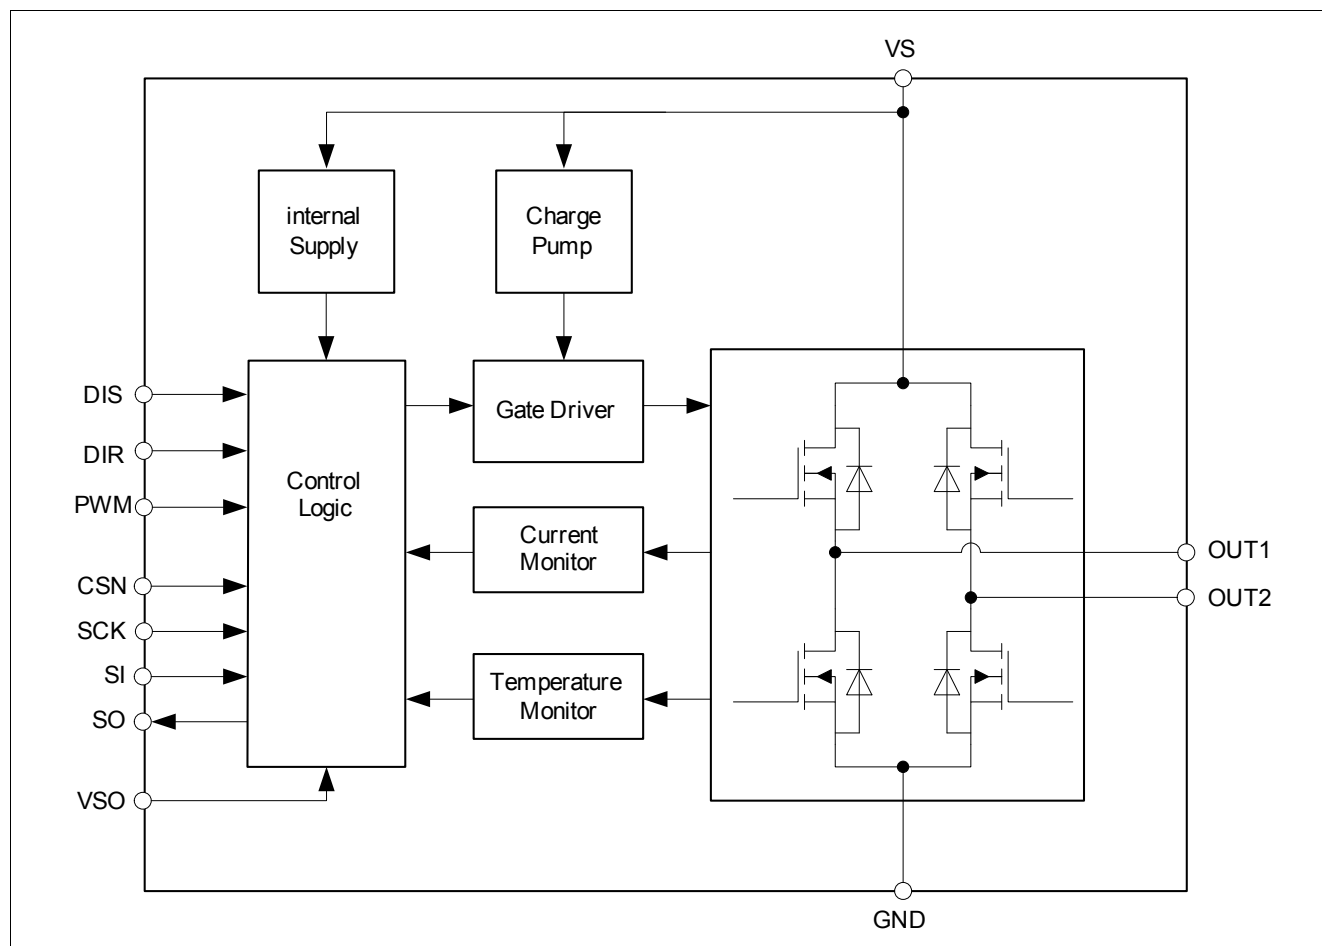 VS
internal
Supply
Charge
Pump
DIS
DIR
PWM
CSN
SCK
SI
SO
VSO
Control
Logic
Gate Driver
Current
Monitor
Temperature
Monitor
OUT1
OUT2
GND